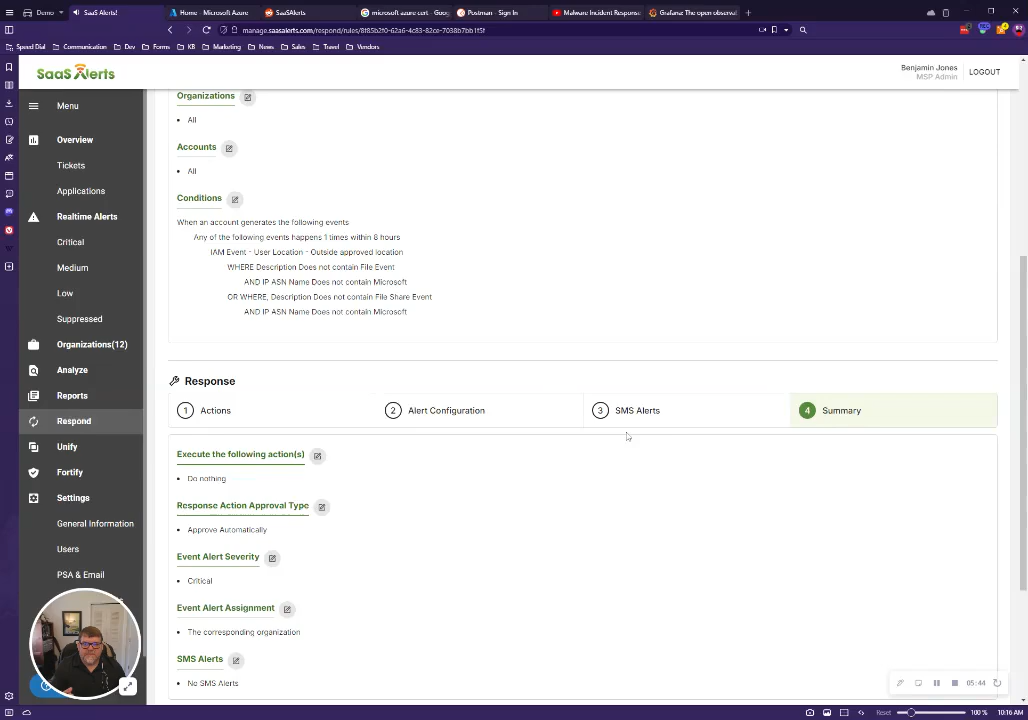 Demo
SaaS Alerts!
Home - Microsoft Azure
SaaSAlerts
microsoft azure cert - Goog
Postman - Sign In
Malware Incident Response
Grafana: The open observat
manage.saasalerts.com/respond/rules/8f85b2f0-62a6-4c83-82ce-7038b7bb1f5f
Speed Dial
Communication
Dev
Forms
KB
Marketing
News
Sales
Travel
Vendors
SaaS Alerts
Benjamin Jones
MSP Admin
LOGOUT
Menu
Overview
Tickets
Applications
Realtime Alerts
Critical
Medium
Low
Suppressed
Organizations(12)
Analyze
Reports
Respond
Unify
Fortify
Settings
General Information
Users
PSA & Email
Organizations
All
Accounts
All
Conditions
When an account generates the following events
Any of the following events happens 1 times within 8 hours
IAM Event - User Location - Outside approved location
WHERE Description Does not contain File Event
AND IP ASN Name Does not contain Microsoft
OR WHERE, Description Does not contain File Share Event
AND IP ASN Name Does not contain Microsoft
Response
1 Actions
2 Alert Configuration
3 SMS Alerts
4 Summary
Execute the following action(s)
Do nothing
Response Action Approval Type
Approve Automatically
Event Alert Severity
Critical
Event Alert Assignment
The corresponding organization
SMS Alerts
No SMS Alerts
05:44
Reset
100 %
10:16 AM